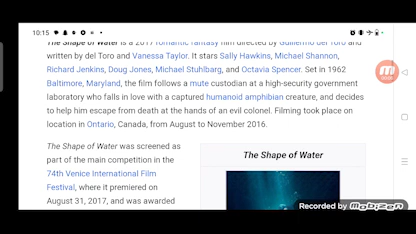 10:15
The Shape of Water is a 2017 romantic fantasy film directed by Guillermo del Toro and
written by del Toro and Vanessa Taylor. It stars Sally Hawkins, Michael Shannon,
Richard Jenkins, Doug Jones, Michael Stuhlbarg, and Octavia Spencer. Set in 1962
Baltimore, Maryland, the film follows a mute custodian at a high-security government
laboratory who falls in love with a captured humanoid amphibian creature, and decides
to help him escape from death at the hands of an evil colonel. Filming took place on
location in Ontario, Canada, from August to November 2016.
The Shape of Water was screened as
part of the main competition in the
74th Venice International Film
Festival, where it premiered on
August 31, 2017, and was awarded
The Shape of Water
Recorded by Mobizen